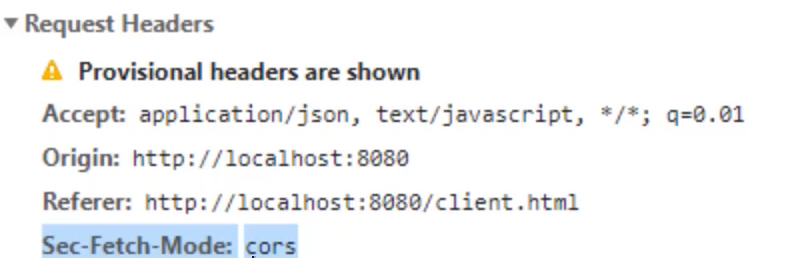 Request Headers
Provisional headers are shown
Accept: application/json, text/javascript, */*; q=0.01
Origin: http://localhost:8080
Referer: http://localhost:8080/client.html
Sec-Fetch-Mode: cors